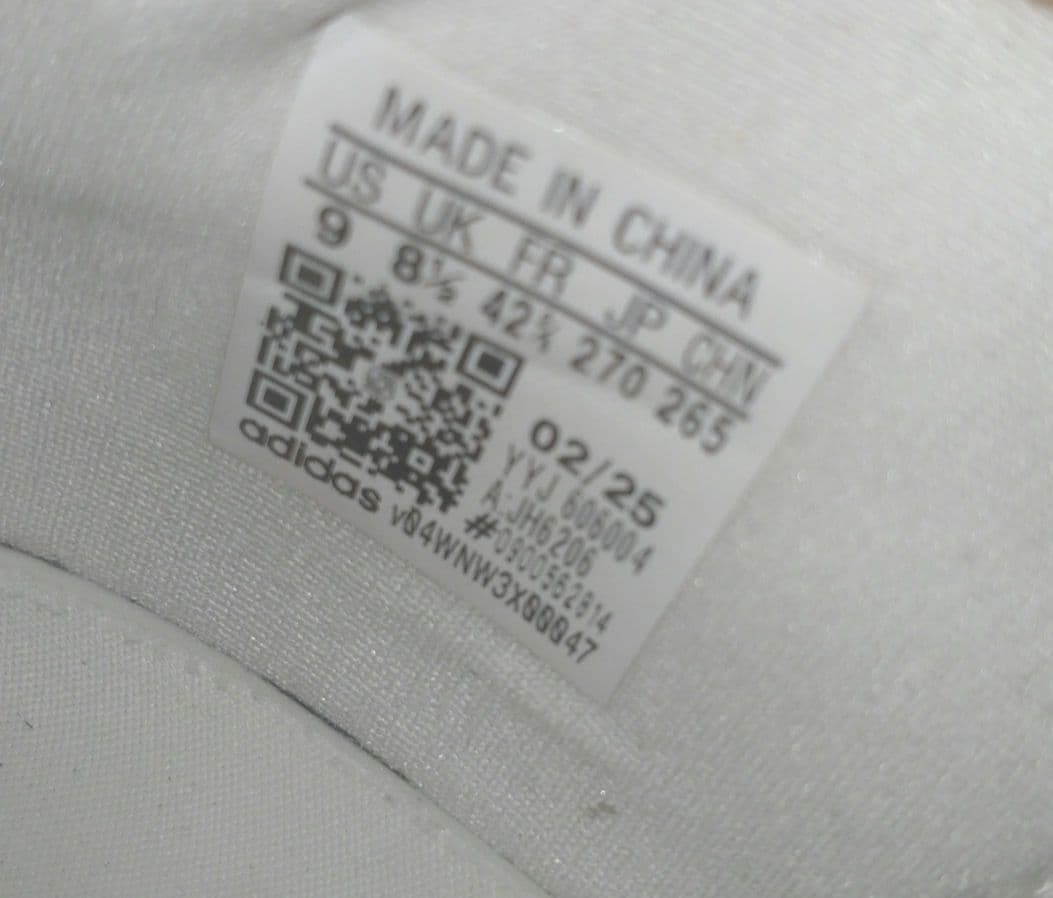 MADE IN CHINA
US UK FR JP CHN
9 8½ 42⅔ 270 265
02/25
YYJ 606004
A:JH6206
#0900562814
adidas v04WNW3X00047